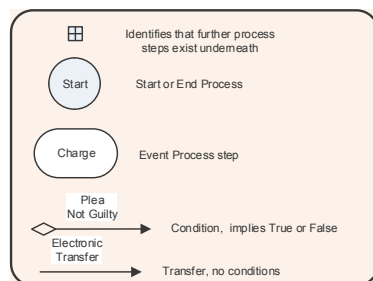 Identifies that further process
steps exist underneath
Start
Start or End Process
Charge
Event Process step
Plea
Not Guilty
Condition, implies True or False
Electronic
Transfer
Transfer, no conditions